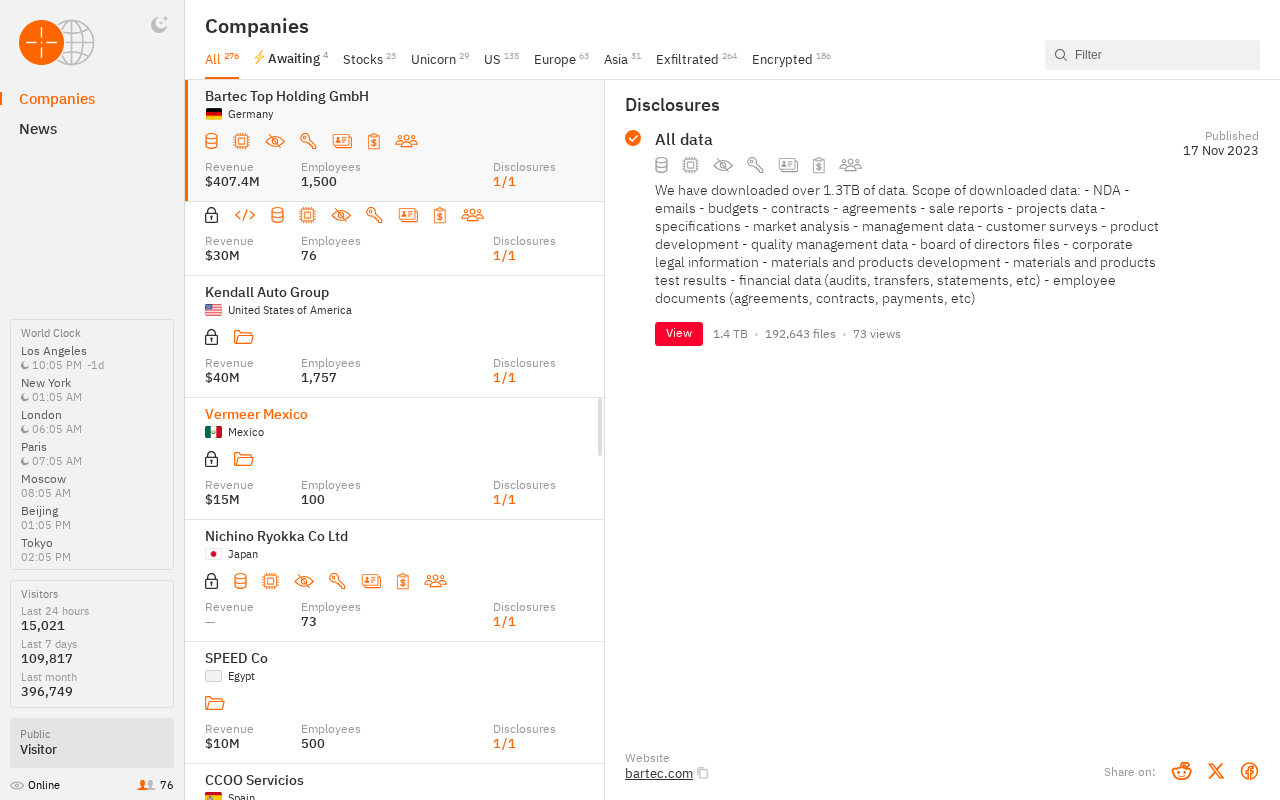 Companies
News
World Clock
Los Angeles
10:05 PM -1d
New York
01:05 AM
London
06:05 AM
Paris
07:05 AM
Moscow
08:05 AM
Beijing
01:05 PM
Tokyo
02:05 PM
Visitors
Last 24 hours
15,021
Last 7 days
109,817
Last month
396,749
Public
Visitor
Online 76
Companies
All 276 Awaiting 4 Stocks 23 Unicorn 29 US 135 Europe 63 Asia 31 Exfiltrated 264 Encrypted 186
Filter
Bartec Top Holding GmbH
Germany
Revenue Employees Disclosures
$407.4M 1,500 1/1
Revenue Employees Disclosures
$30M 76 1/1
Kendall Auto Group
United States of America
Revenue Employees Disclosures
$40M 1,757 1/1
Vermeer Mexico
Mexico
Revenue Employees Disclosures
$15M 100 1/1
Nichino Ryokka Co Ltd
Japan
Revenue Employees Disclosures
— 73 1/1
SPEED Co
Egypt
Revenue Employees Disclosures
$10M 500 1/1
CCOO Servicios
Spain
Disclosures
All data
Published
17 Nov 2023
We have downloaded over 1.3TB of data. Scope of downloaded data: - NDA -
emails - budgets - contracts - agreements - sale reports - projects data -
specifications - market analysis - management data - customer surveys - product
development - quality management data - board of directors files - corporate
legal information - materials and products development - materials and products
test results - financial data (audits, transfers, statements, etc) - employee
documents (agreements, contracts, payments, etc)
View 1.4 TB • 192,643 files • 73 views
Website
bartec.com
Share on: